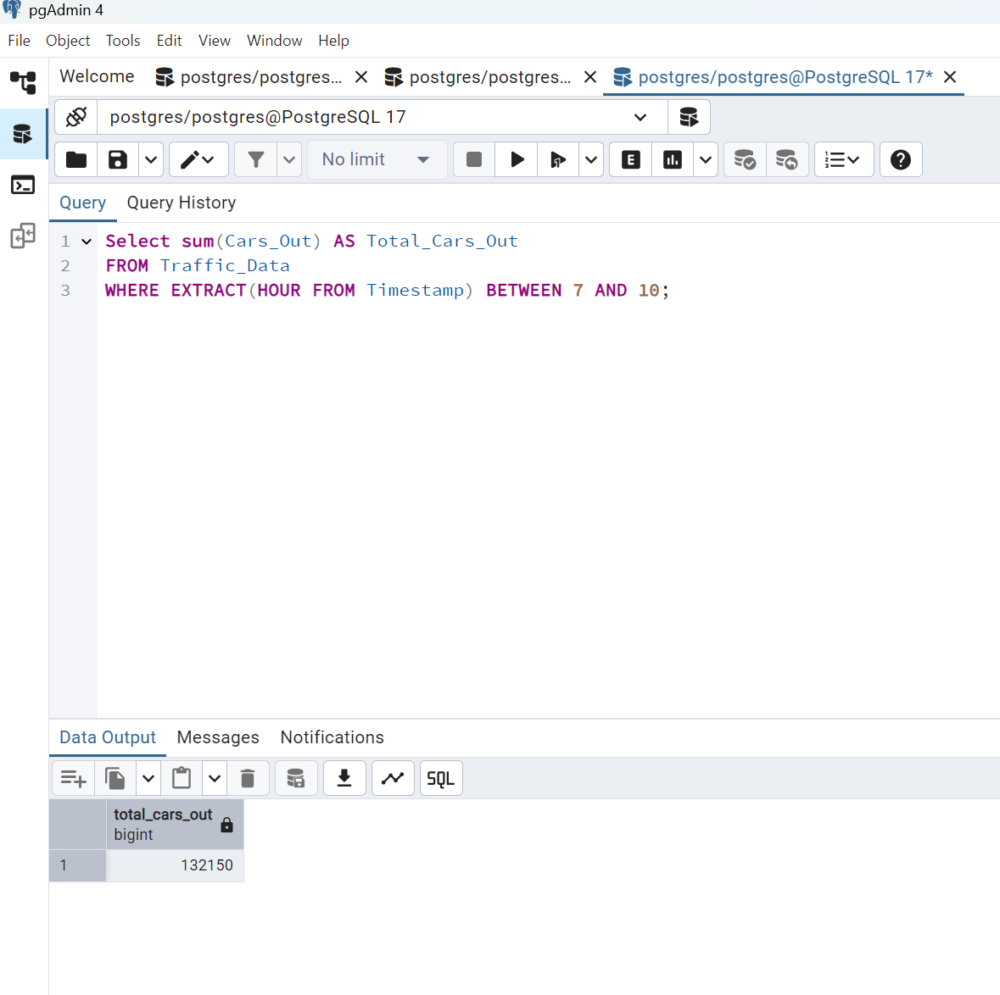 pgAdmin 4
File Object Tools Edit View Window Help
Welcome postgres/postgres... postgres/postgres... postgres/postgres@PostgreSQL 17*
postgres/postgres@PostgreSQL 17
No limit E
Query Query History
1 Select sum(Cars_Out) AS Total_Cars_Out
2 FROM Traffic_Data
3 WHERE EXTRACT(HOUR FROM Timestamp) BETWEEN 7 AND 10;
Data Output Messages Notifications
SQL
total_cars_out
bigint
1 132150